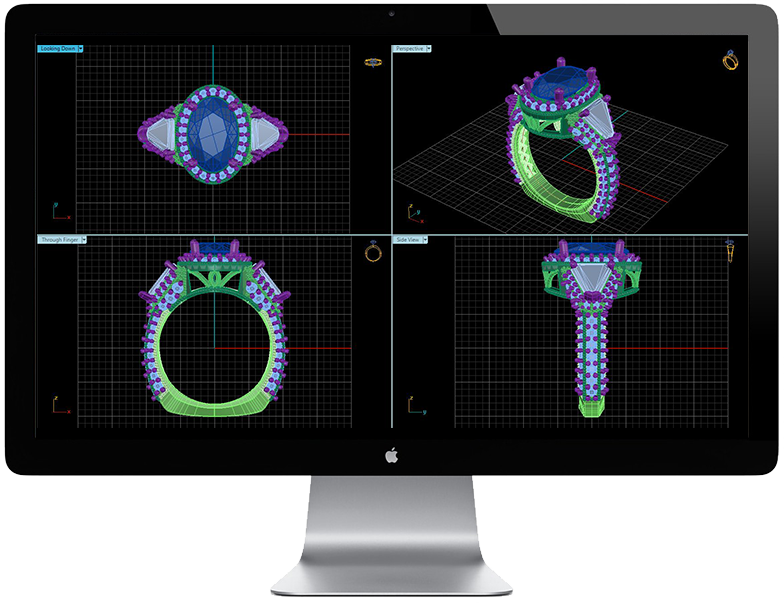 Looking Down
Perspective
y
x
z
y
x
Through Finger
Side View
z
x
z
y